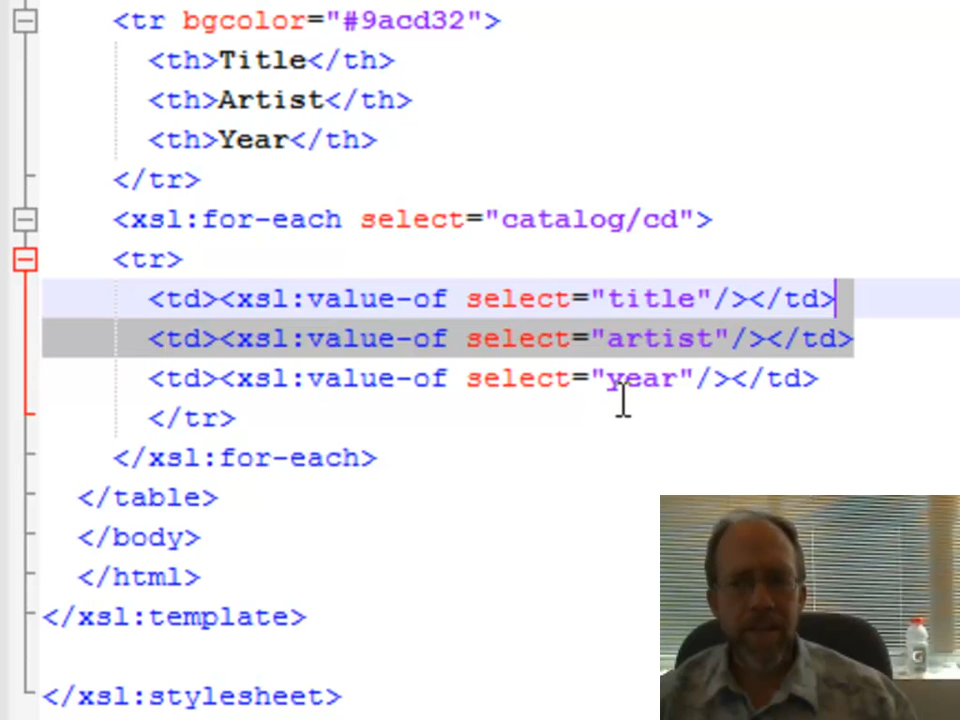 <tr bgcolor="#9acd32">
<th>Title</th>
<th>Artist</th>
<th>Year</th>
</tr>
<xsl:for-each select="catalog/cd">
<tr>
<td><xsl:value-of select="title"/></td>
<td><xsl:value-of select="artist"/></td>
<td><xsl:value-of select="year"/></td>
</tr>
</xsl:for-each>
</table>
</body>
</html>
</xsl:template>
</xsl:stylesheet>